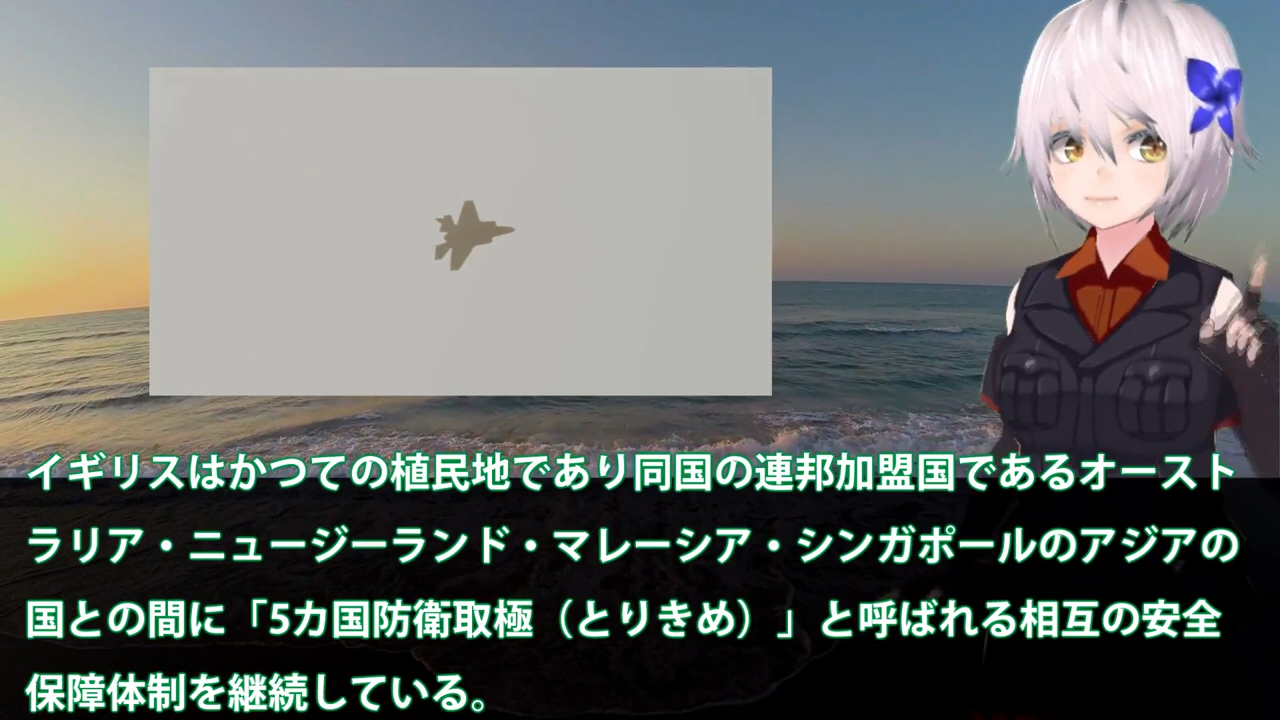 イギリスはかつての植民地であり同国の連邦加盟国であるオースト
ラリア・ニュージーランド・マレーシア・シンガポールのアジアの
国との間に「5カ国防衛取極（とりきめ）」と呼ばれる相互の安全
保障体制を継続している。